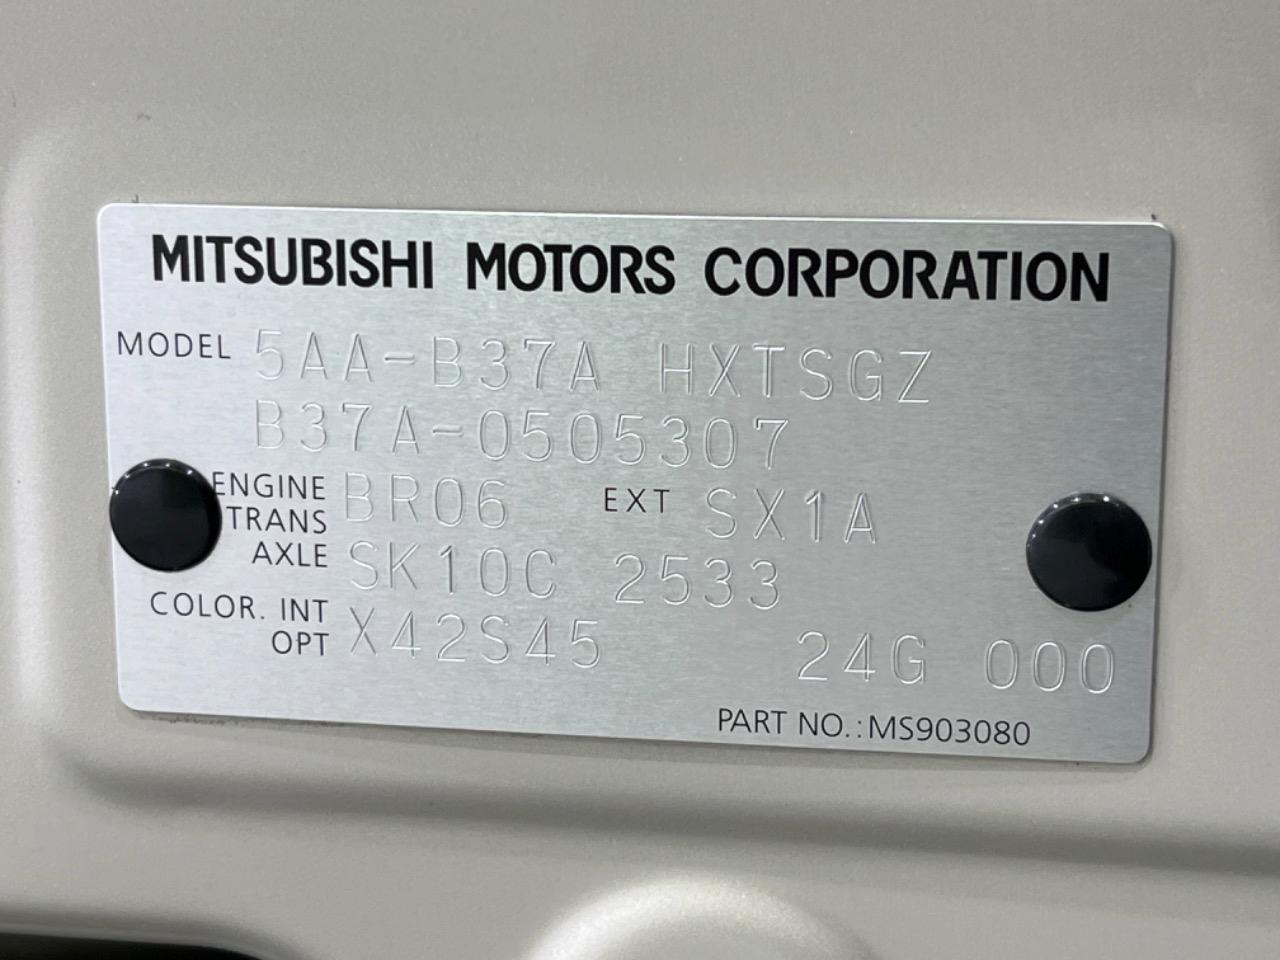 MITSUBISHI MOTORS CORPORATION
MODEL 5AA-B37A HXTSGZ
B37A-0505307
ENGINE BR06 EXT SX1A
TRANS
AXLE SK10C 2533
COLOR. INT
OPT X42S45 24G 000
PART NO.:MS903080